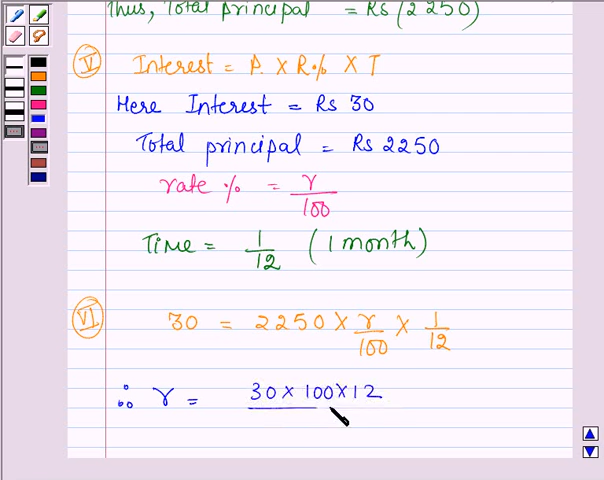 Thus, Total principal = Rs (2250)
V Interest = P. X R% X T
Here Interest = Rs 30
Total principal = Rs 2250
rate % = r/100
Time = 1/12 (1 month)
VI 30 = 2250 X r/100 X 1/12
∴ r = 30 x 100 x 12